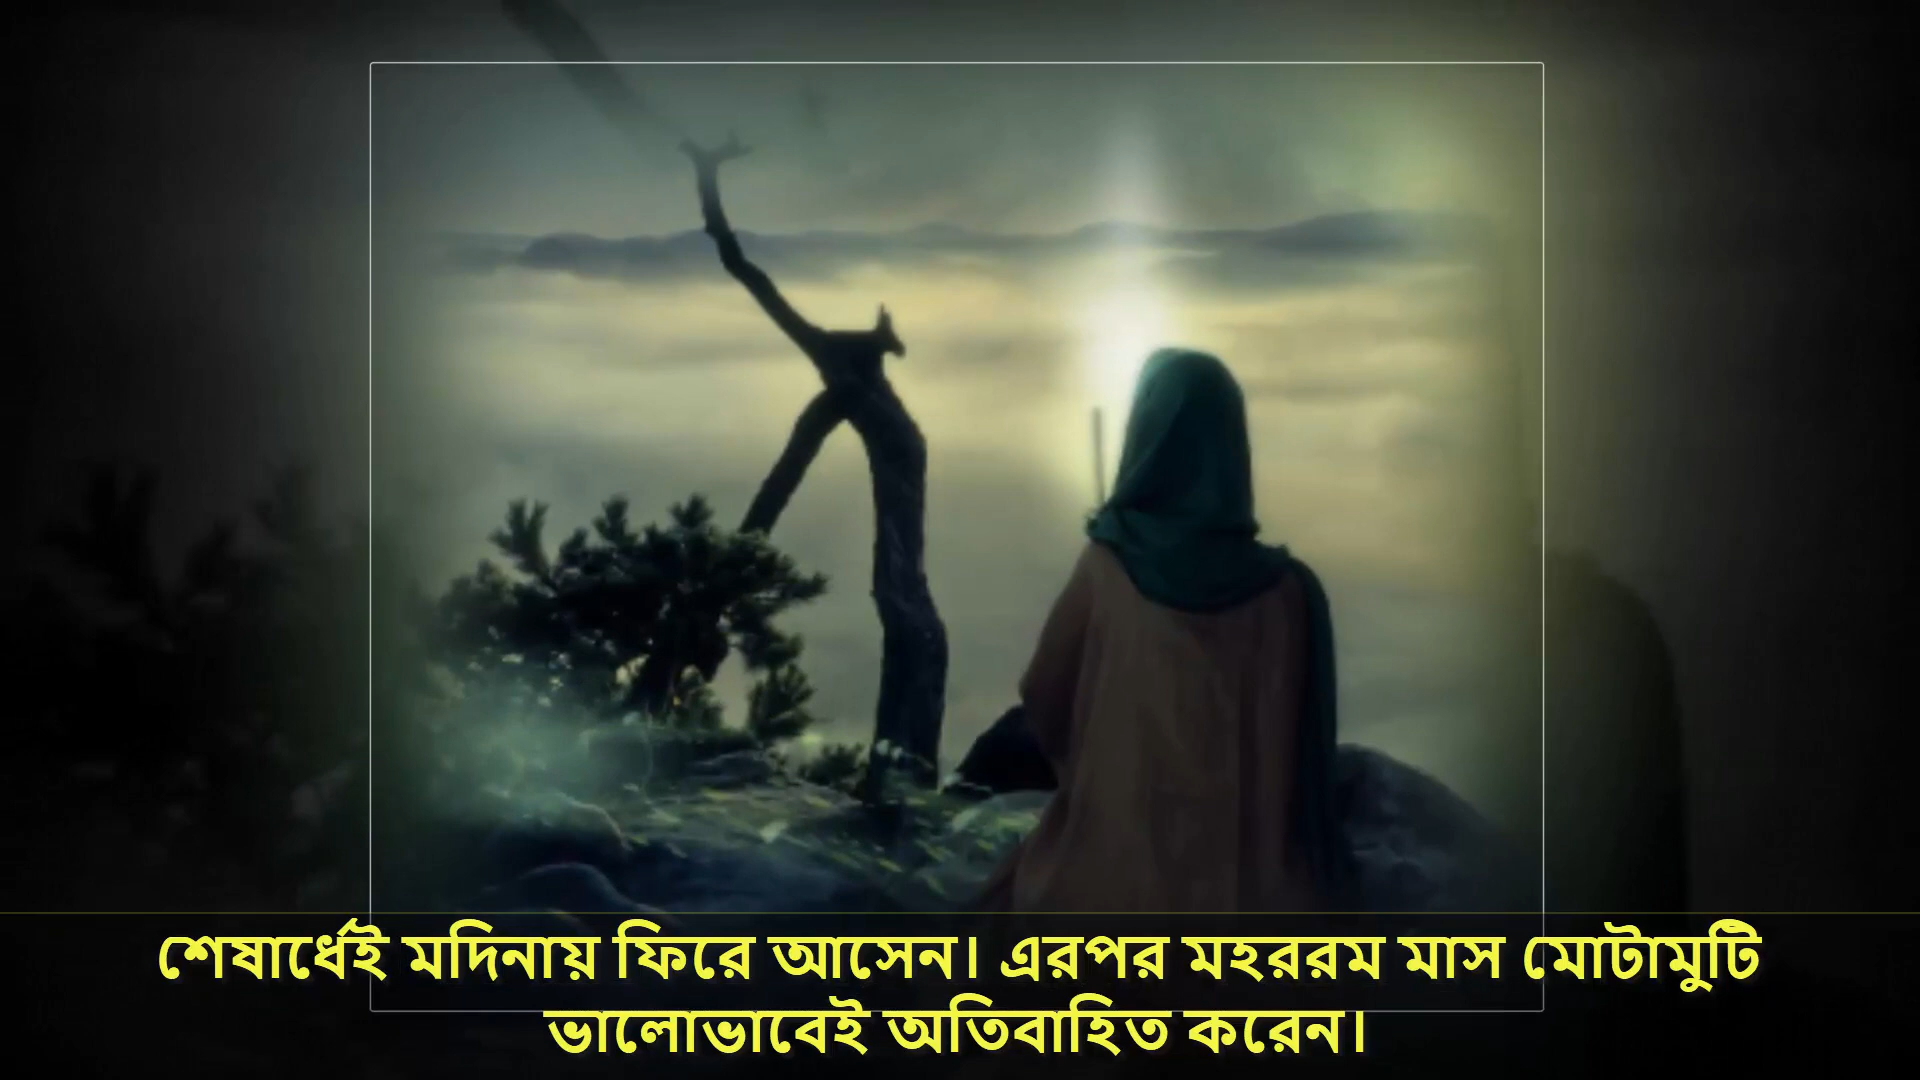 শেষার্ধেই মদিনায় ফিরে আসেন। এরপর মহররম মাস মোটামুটি
ভালোভাবেই অতিবাহিত করেন।